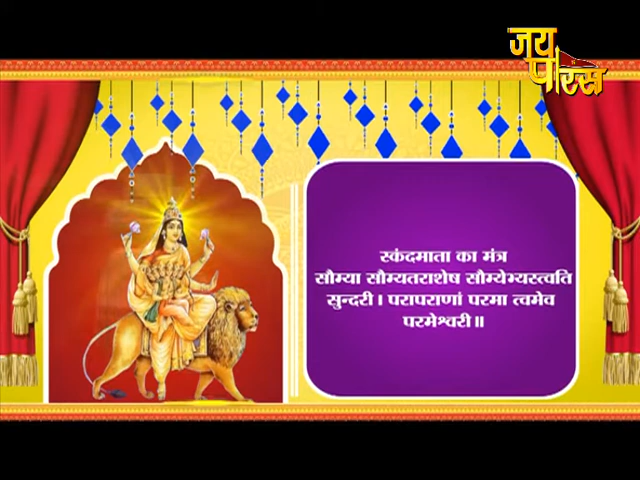 जय
पारस
स्कंदमाता का मंत्र
सौम्या सौम्यतराशेष सौम्येभ्यस्त्वति
सुन्दरी। परापराणां परमा त्वमेव
परमेश्वरी॥